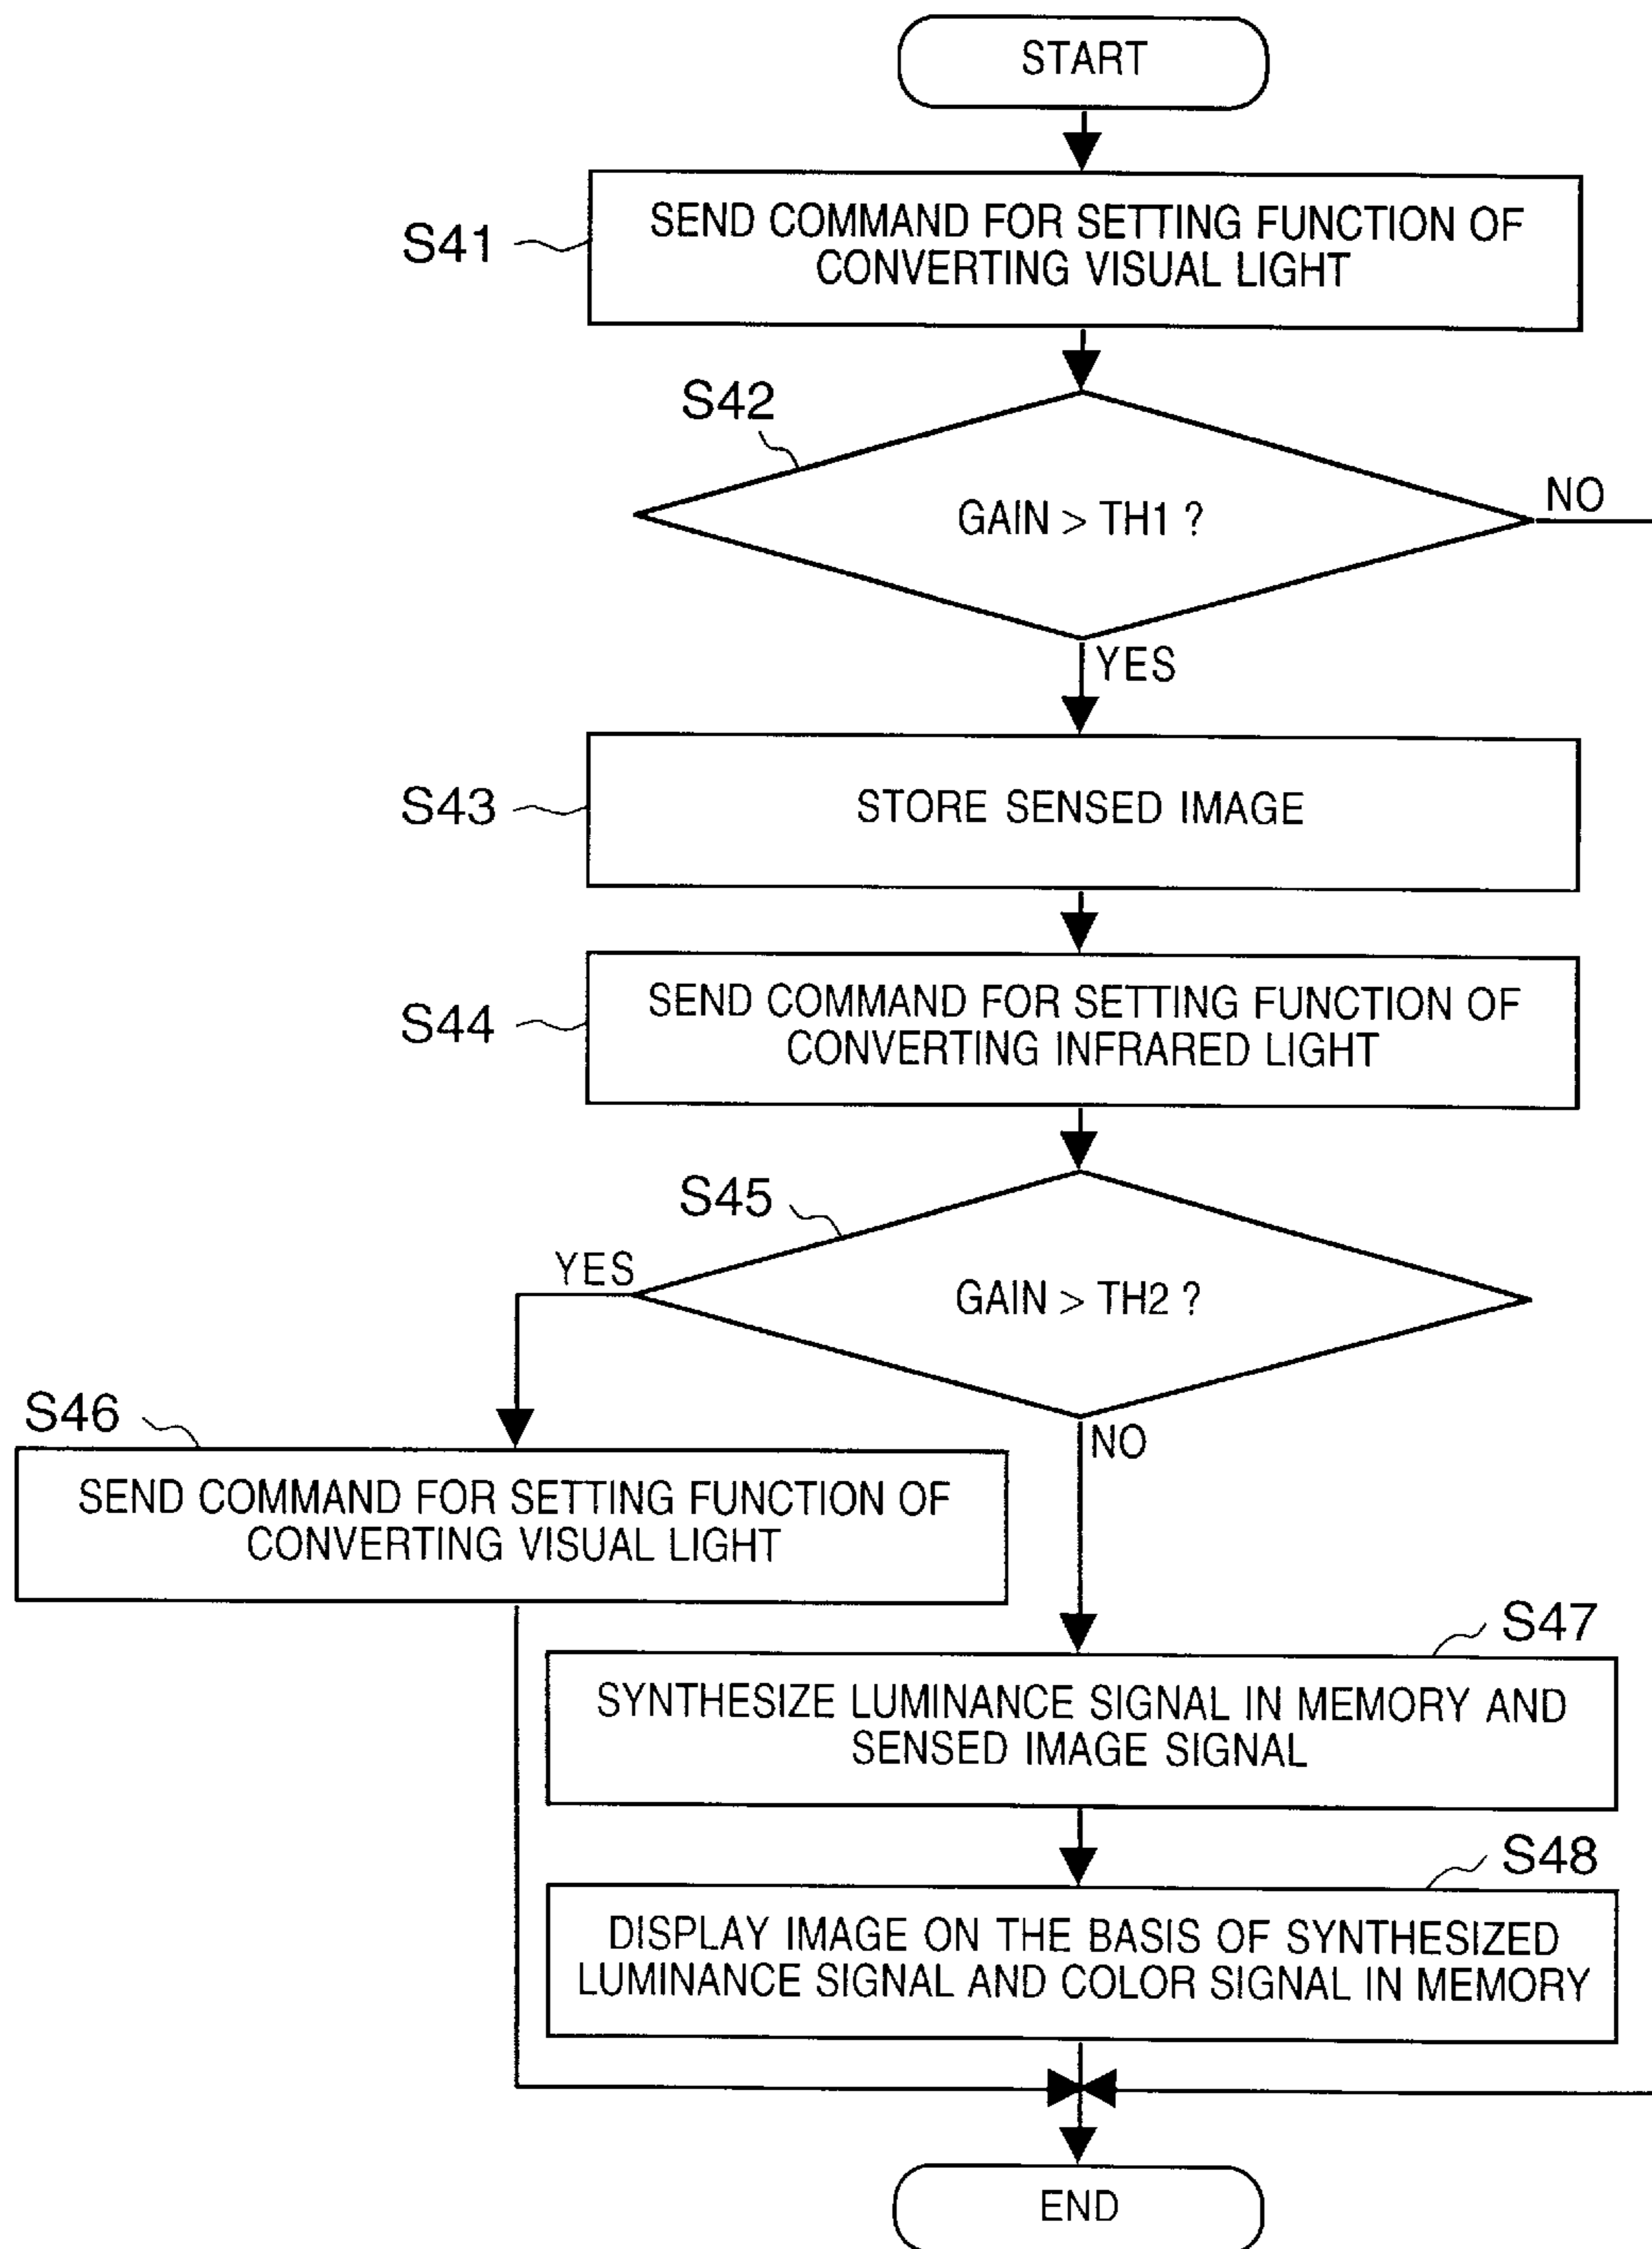 START
S41
SEND COMMAND FOR SETTING FUNCTION OF
CONVERTING VISUAL LIGHT
S42
GAIN > TH1 ?
NO
YES
S43
STORE SENSED IMAGE
S44
SEND COMMAND FOR SETTING FUNCTION OF
CONVERTING INFRARED LIGHT
S45
YES
GAIN > TH2 ?
NO
S46
SEND COMMAND FOR SETTING FUNCTION OF
CONVERTING VISUAL LIGHT
S47
SYNTHESIZE LUMINANCE SIGNAL IN MEMORY AND
SENSED IMAGE SIGNAL
S48
DISPLAY IMAGE ON THE BASIS OF SYNTHESIZED
LUMINANCE SIGNAL AND COLOR SIGNAL IN MEMORY
END